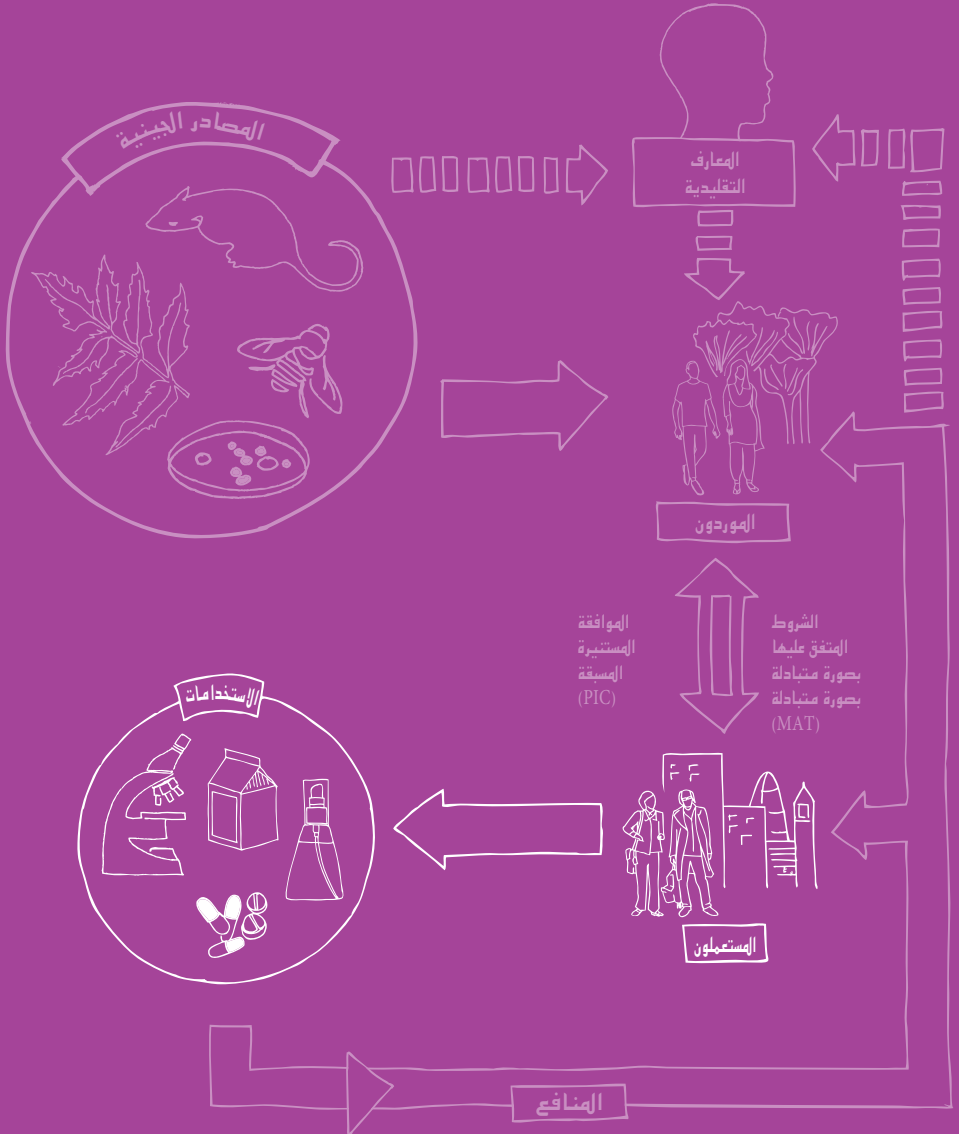 المصادر الجينية
المعارف
التقليدية
الموردون
الشروط
المتفق عليها
بصورة متبادلة
بصورة متبادلة
(MAT)
الموافقة
المستنيرة
المسبقة
(PIC)
الاستخدامات
المستعملون
المنافع